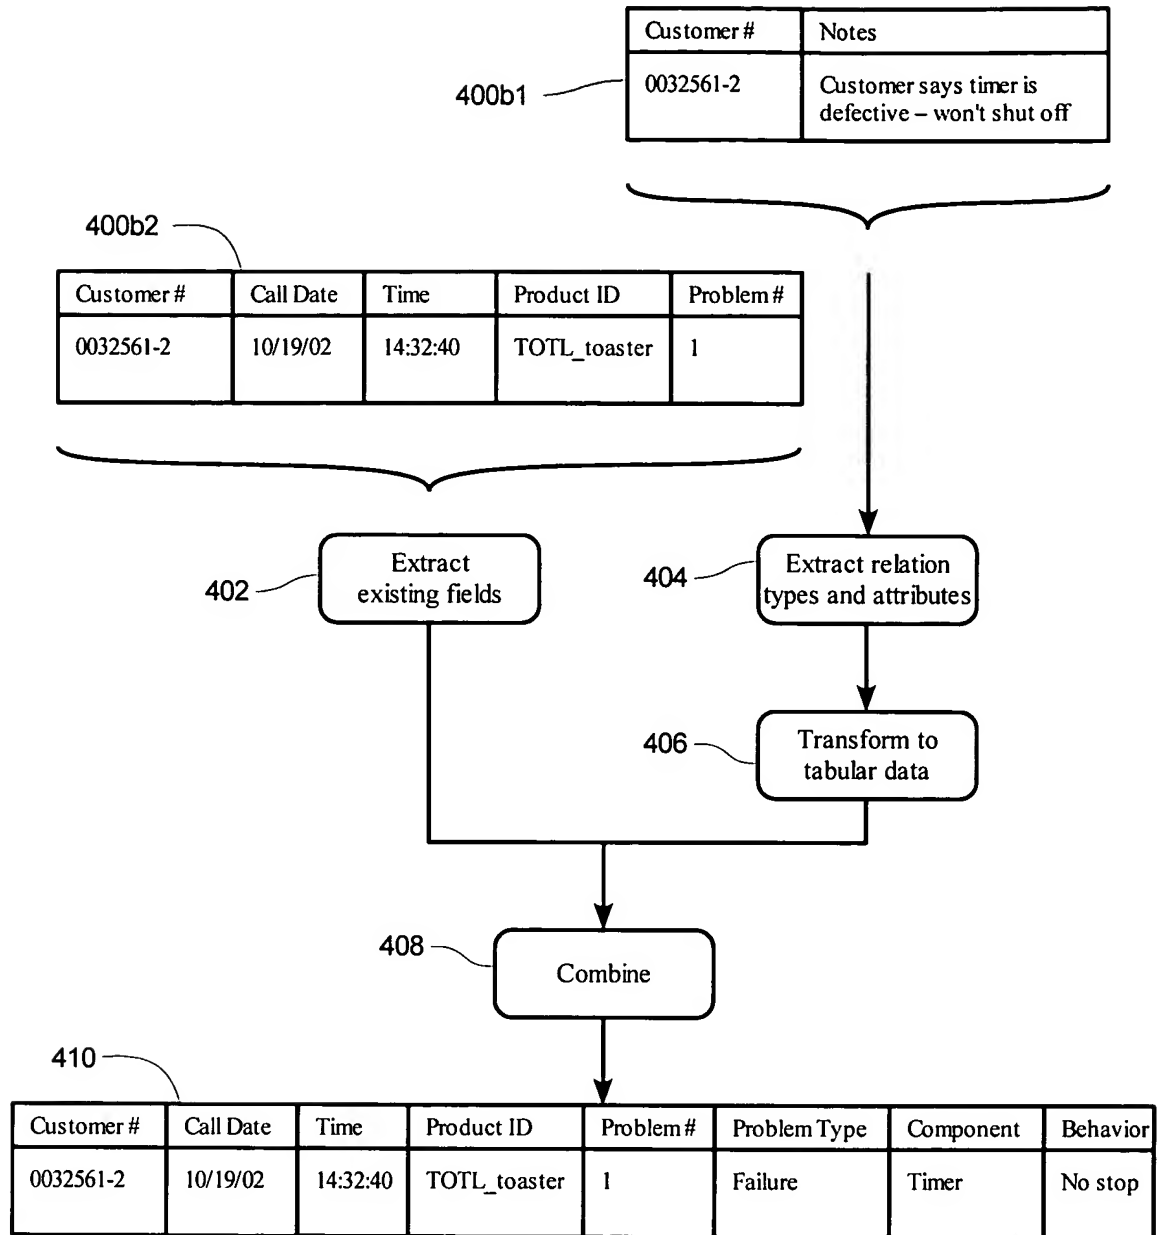 Customer # Notes
400b1
0032561-2 Customer says timer is
defective – won't shut off
400b2
Customer # Call Date Time Product ID Problem #
0032561-2 10/19/02 14:32:40 TOTL_toaster 1
402
Extract
existing fields
404
Extract relation
types and attributes
406
Transform to
tabular data
408
Combine
410
Customer # Call Date Time Product ID Problem # Problem Type Component Behavior
0032561-2 10/19/02 14:32:40 TOTL_toaster 1 Failure Timer No stop